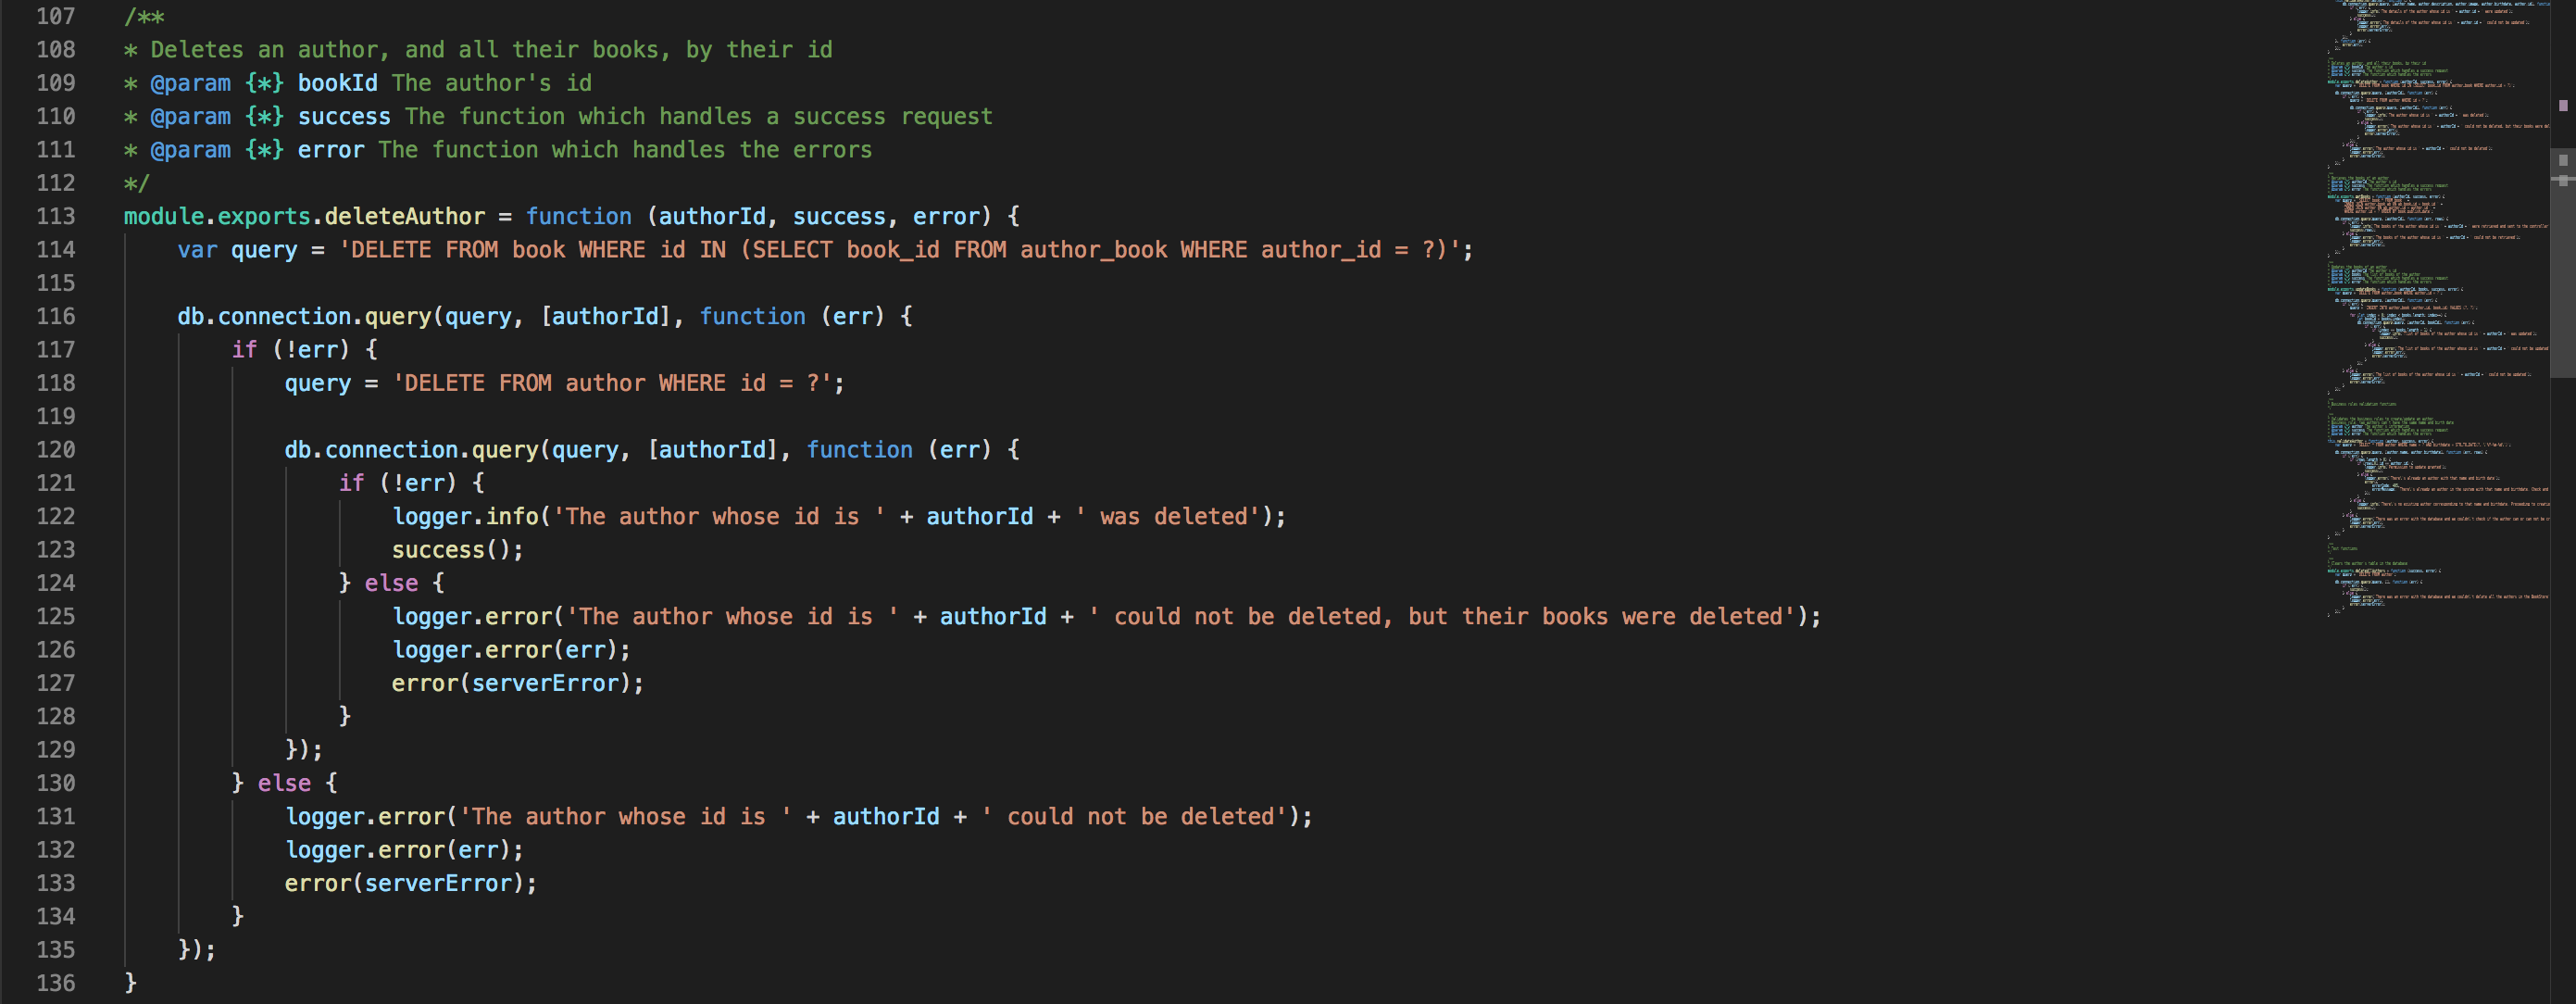 107 /**
108 * Deletes an author, and all their books, by their id
109 * @param {*} bookId The author's id
110 * @param {*} success The function which handles a success request
111 * @param {*} error The function which handles the errors
112 */
113 module.exports.deleteAuthor = function (authorId, success, error) {
114     var query = 'DELETE FROM book WHERE id IN (SELECT book_id FROM author_book WHERE author_id = ?)';
115
116     db.connection.query(query, [authorId], function (err) {
117         if (!err) {
118             query = 'DELETE FROM author WHERE id = ?';
119
120             db.connection.query(query, [authorId], function (err) {
121                 if (!err) {
122                     logger.info('The author whose id is ' + authorId + ' was deleted');
123                     success();
124                 } else {
125                     logger.error('The author whose id is ' + authorId + ' could not be deleted, but their books were deleted');
126                     logger.error(err);
127                     error(serverError);
128                 }
129             });
130         } else {
131             logger.error('The author whose id is ' + authorId + ' could not be deleted');
132             logger.error(err);
133             error(serverError);
134         }
135     });
136 }